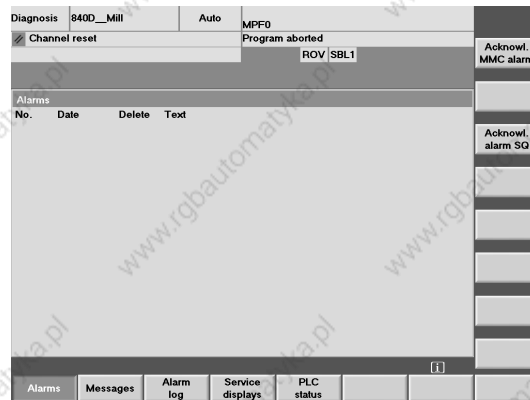 Diagnosis 840D__Mill Auto MPF0
Channel reset Program aborted
ROV SBL1
Acknowl.
MMC alarm
Alarms
No. Date Delete Text
Acknowl.
alarm SQ
www.rgbautomatyka.pl
i
Alarms Messages Alarm log Service displays PLC status